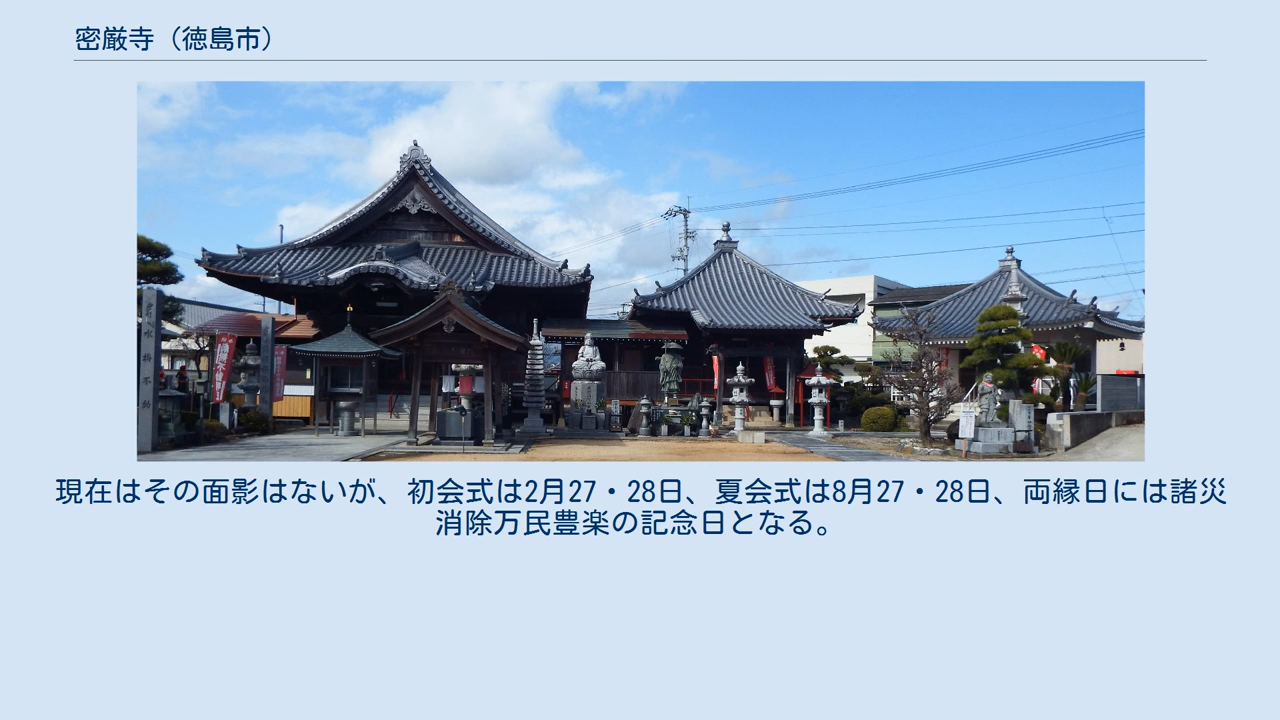 密厳寺（徳島市）
現在はその面影はないが、初会式は2月27・28日、夏会式は8月27・28日、両縁日には諸災
消除万民豊楽の記念日となる。